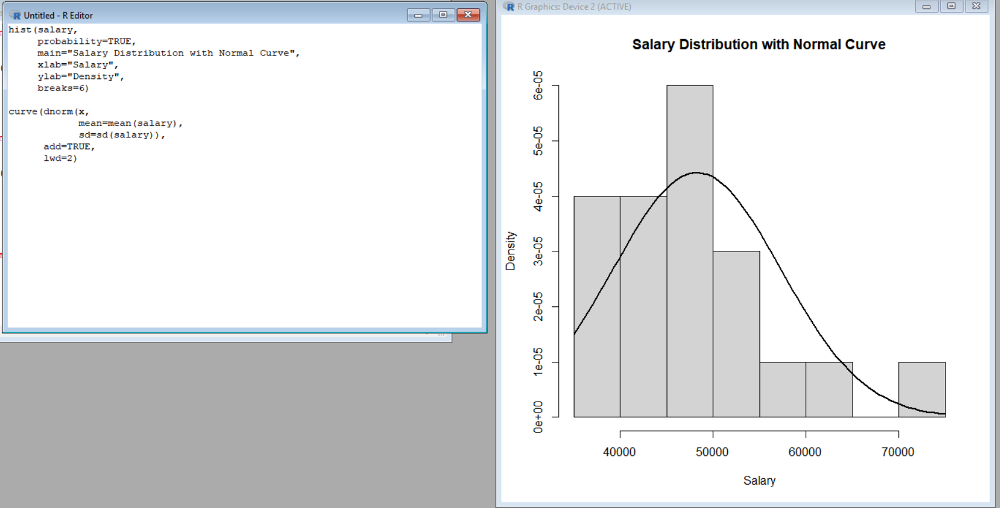 Untitled - R Editor
hist(salary,
     probability=TRUE,
     main="Salary Distribution with Normal Curve",
     xlab="Salary",
     ylab="Density",
     breaks=6)
curve(dnorm(x,
            mean=mean(salary),
            sd=sd(salary)),
      add=TRUE,
      lwd=2)
R Graphics: Device 2 (ACTIVE)
Salary Distribution with Normal Curve
6e-05
5e-05
4e-05
3e-05
2e-05
1e-05
0e+00
Density
40000 50000 60000 70000
Salary